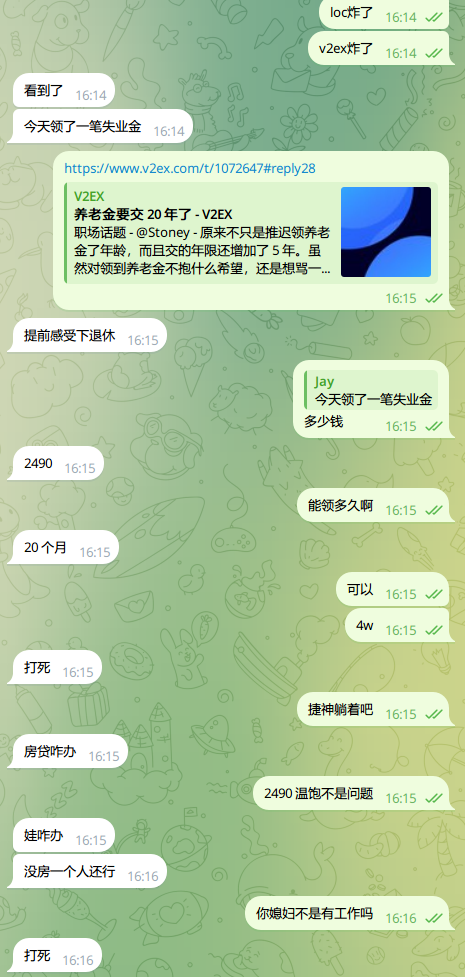 loc炸了 16:14
v2ex炸了 16:14
看到了 16:14
今天领了一笔失业金 16:14
https://www.v2ex.com/t/1072647#reply28
V2EX
养老金要交 20 年了 - V2EX
职场话题 - @Stoney - 原来不只是推迟领养老
金了年龄，而且交的年限还增加了 5 年。虽
然对领到养老金不抱什么希望，还是想骂一...
16:15
提前感受下退休 16:15
Jay
今天领了一笔失业金
多少钱 16:15
2490 16:15
能领多久啊 16:15
20 个月 16:15
可以 16:15
4w 16:15
打死 16:15
捷神躺着吧 16:15
房贷咋办 16:15
2490 温饱不是问题 16:15
娃咋办 16:15
没房一个人还行 16:16
你媳妇不是有工作吗 16:16
打死 16:16